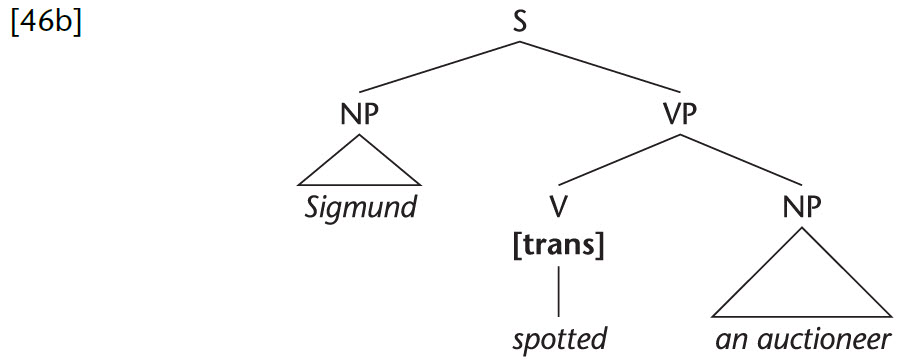 [46b]
S
NP VP
Sigmund V NP
[trans]
spotted an auctioneer